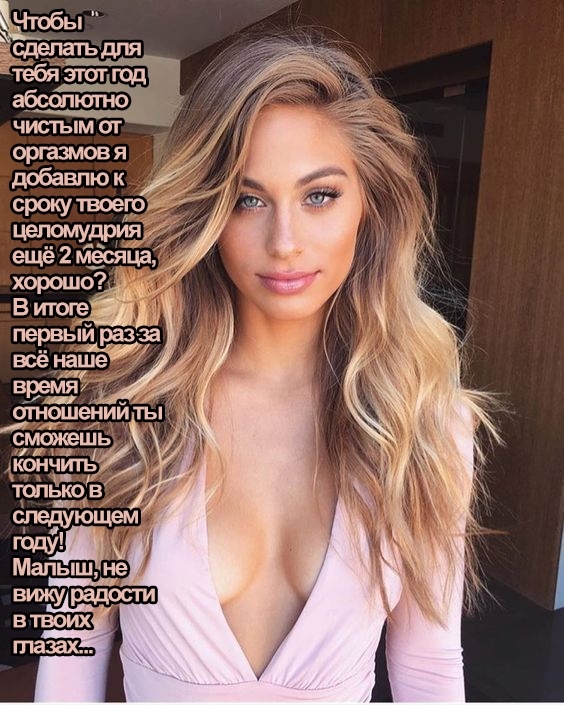 Чтобы
сделать для
тебя этот год
абсолютно
чистым от
оргазмов я
добавлю к
сроку твоего
целомудрия
ещё 2 месяца,
хорошо?
В итоге
первый раз за
всё наше
время
отношений ты
сможешь
кончить
только в
следующем
году!
Малыш, не
вижу радости
в твоих
глазах...